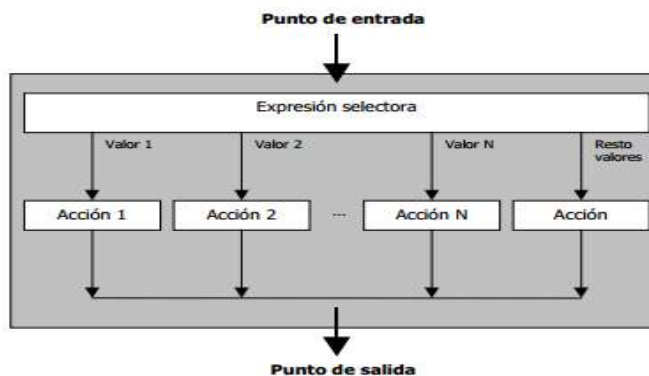 Punto de entrada
Expresión selectora
Valor 1
Valor 2
Valor N
Resto
valores
Acción 1
Acción 2
...
Acción N
Acción
Punto de salida